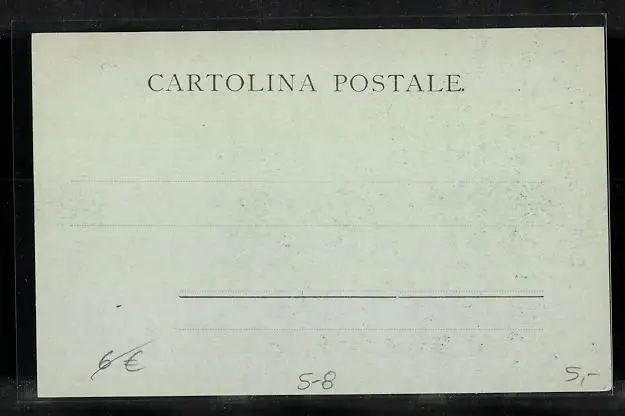 CARTOLINA POSTALE.
6 €
5-8
5,-